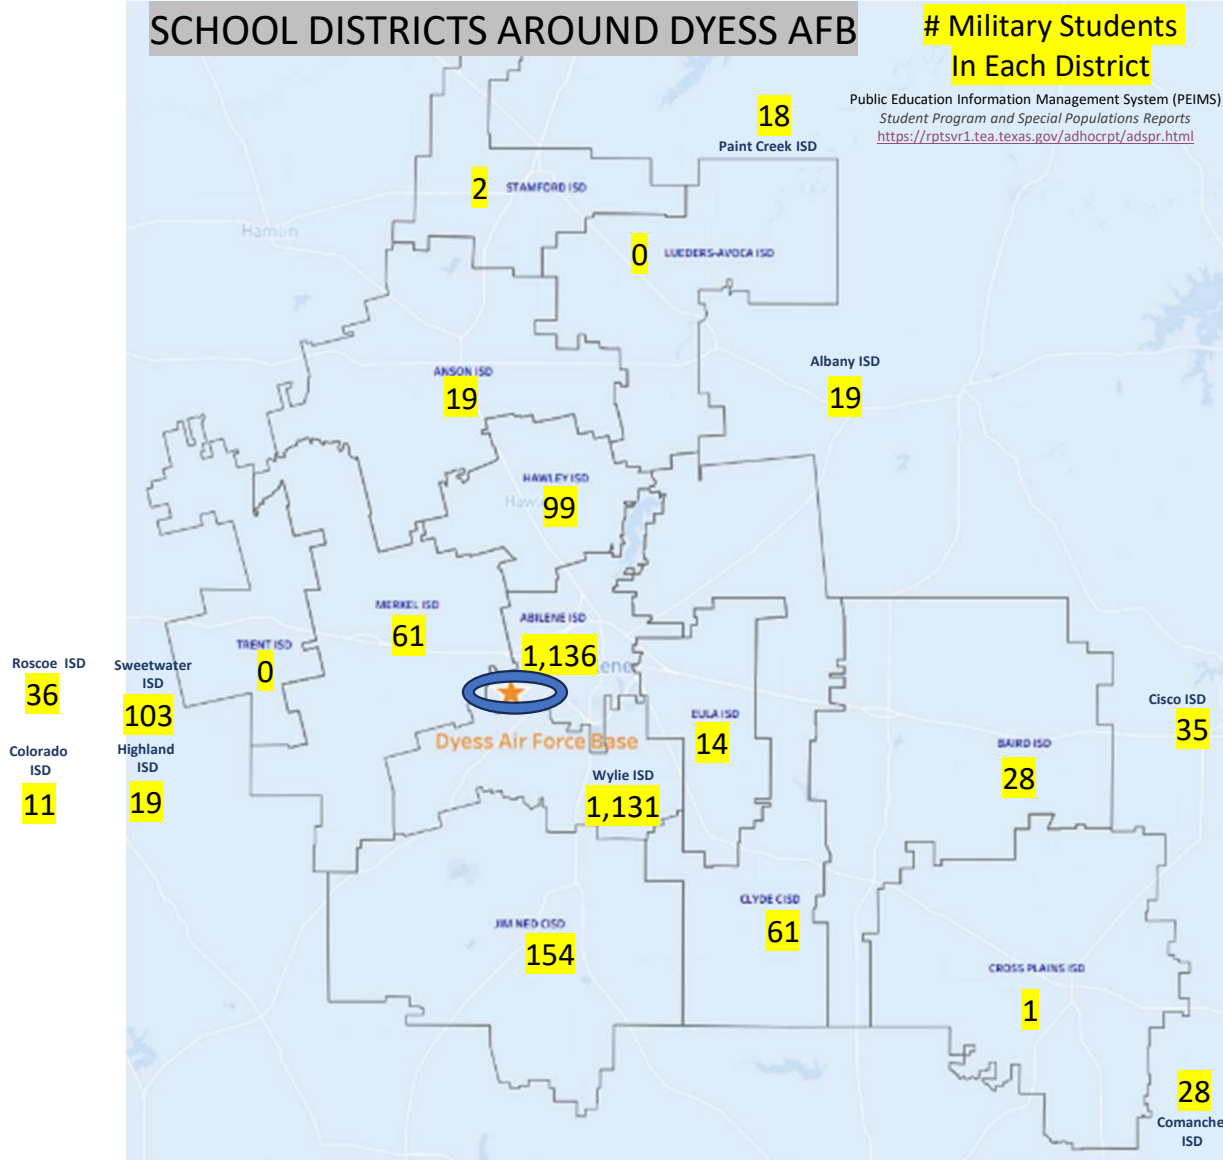 SCHOOL DISTRICTS AROUND DYESS AFB
# Military Students
In Each District
Public Education Information Management System (PEIMS)
Student Program and Special Populations Reports
https://rptsvr1.tea.texas.gov/adhocrpt/adspr.html
18
Paint Creek ISD
2
STAMFORD ISD
Hamlin
0
LUEDERS-AVOCA ISD
Albany ISD
19
ANSON ISD
19
HAWLEY ISD
99
MERKEL ISD
61
ABILENE ISD
1,136
TRENT ISD
0
Roscoe ISD
36
Sweetwater
ISD
103
Colorado
ISD
11
Highland
ISD
19
Dyess Air Force Base
Wylie ISD
1,131
EULA ISD
14
BAIRD ISD
28
Cisco ISD
35
CLYDE CISD
61
JIM NED CISD
154
CROSS PLAINS ISD
1
28
Comanche
ISD